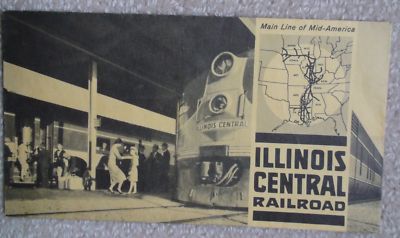 Main Line of Mid-America
ILLINOIS CENTRAL
ILLINOIS
CENTRAL
RAILROAD